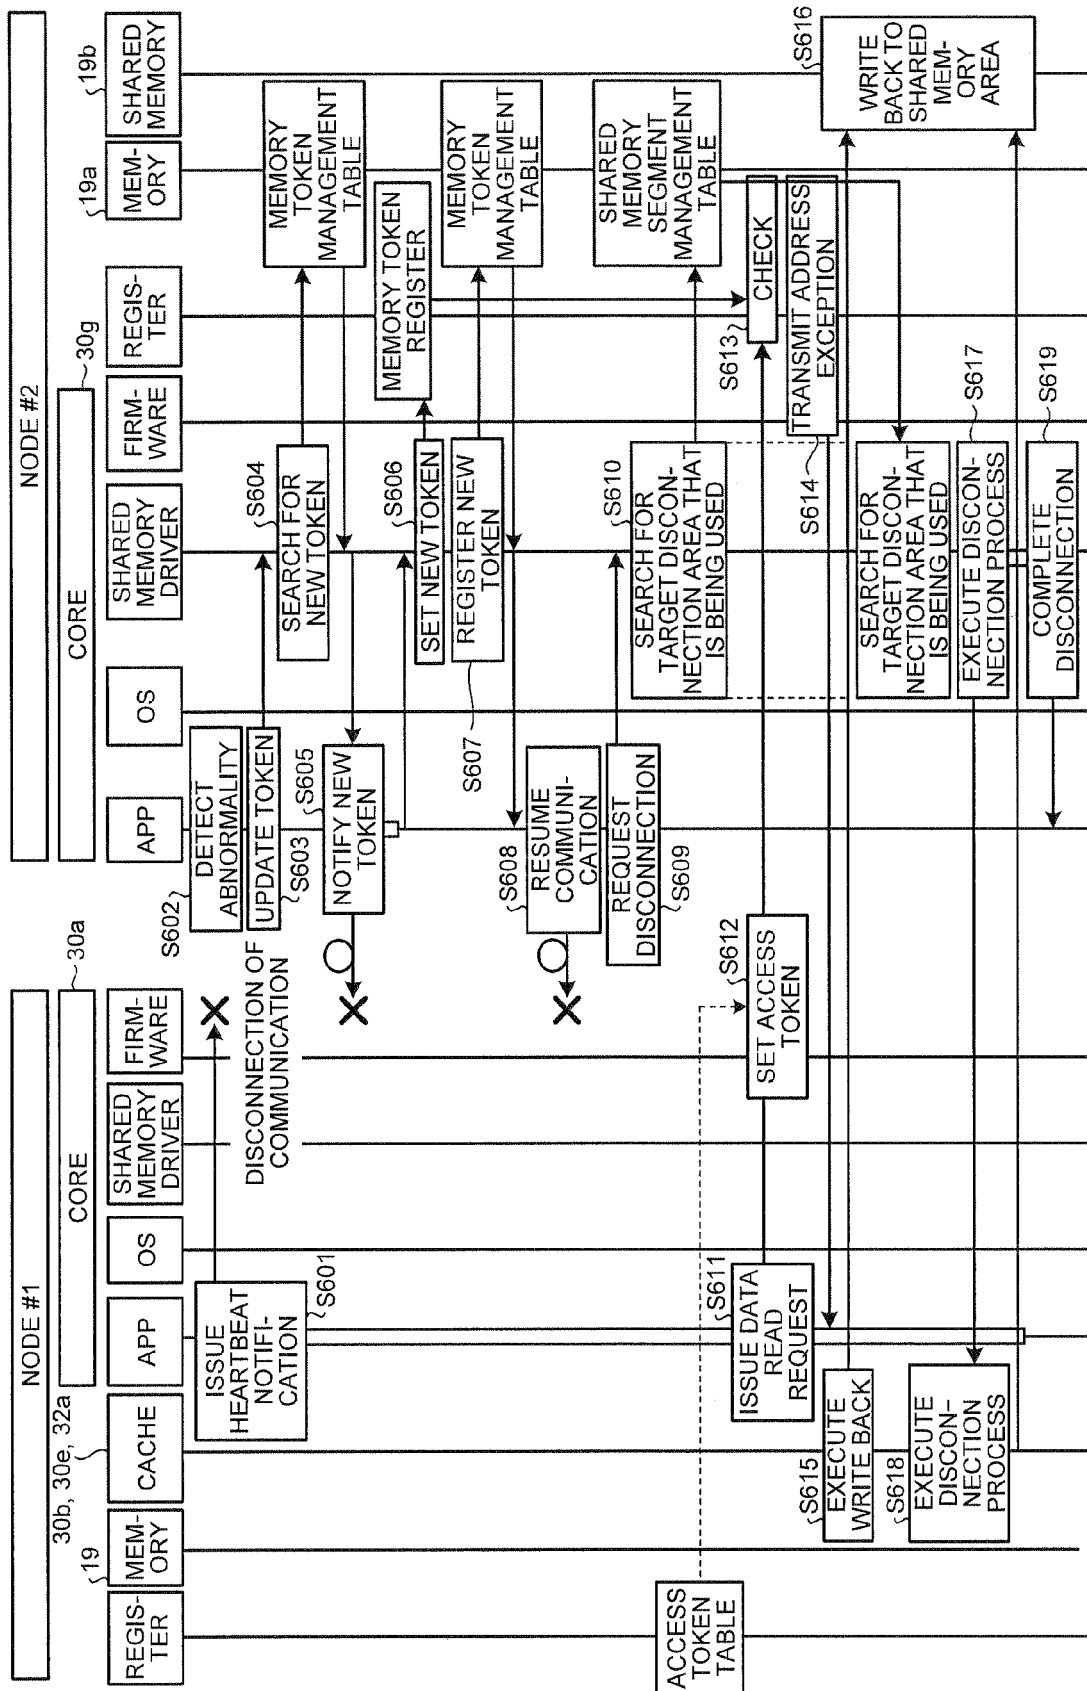 NODE #1
NODE #2
CORE
30a
CORE
30g
30b, 30e, 32a
19
19a
19b
REGIS-
TER
MEM-
ORY
CACHE
APP
OS
SHARED
MEMORY
DRIVER
FIRM-
WARE
APP
OS
SHARED
MEMORY
DRIVER
FIRM-
WARE
REGIS-
TER
MEM-
ORY
SHARED
MEMORY
ISSUE
HEARTBEAT
NOTIFI-
CATION
S601
DISCONNECTION OF
COMMUNICATION
S602
DETECT
ABNORMALITY
UPDATE TOKEN
S603
S604
SEARCH FOR
NEW TOKEN
MEMORY
TOKEN
MANAGEMENT
TABLE
S605
NOTIFY NEW
TOKEN
S606
SET NEW TOKEN
MEMORY TOKEN
REGISTER
REGISTER NEW
TOKEN
S607
MEMORY
TOKEN
MANAGEMENT
TABLE
S608
RESUME
COMMUNI-
CATION
REQUEST
DISCONNECTION
S609
S610
SEARCH FOR
TARGET DISCON-
NECTION AREA THAT
IS BEING USED
SHARED
MEMORY
SEGMENT
MANAGEMENT
TABLE
ACCESS
TOKEN
TABLE
S611
ISSUE DATA
READ
REQUEST
S612
SET ACCESS
TOKEN
S613
CHECK
TRANSMIT ADDRESS
EXCEPTION
S614
S615
EXECUTE
WRITE BACK
S616
WRITE
BACK TO
SHARED
MEM-
ORY
AREA
SEARCH FOR
TARGET DISCON-
NECTION AREA THAT
IS BEING USED
EXECUTE DISCON-
NECTION PROCESS
S617
S618
EXECUTE
DISCON-
NECTION
PROCESS
COMPLETE
DISCONNECTION
S619